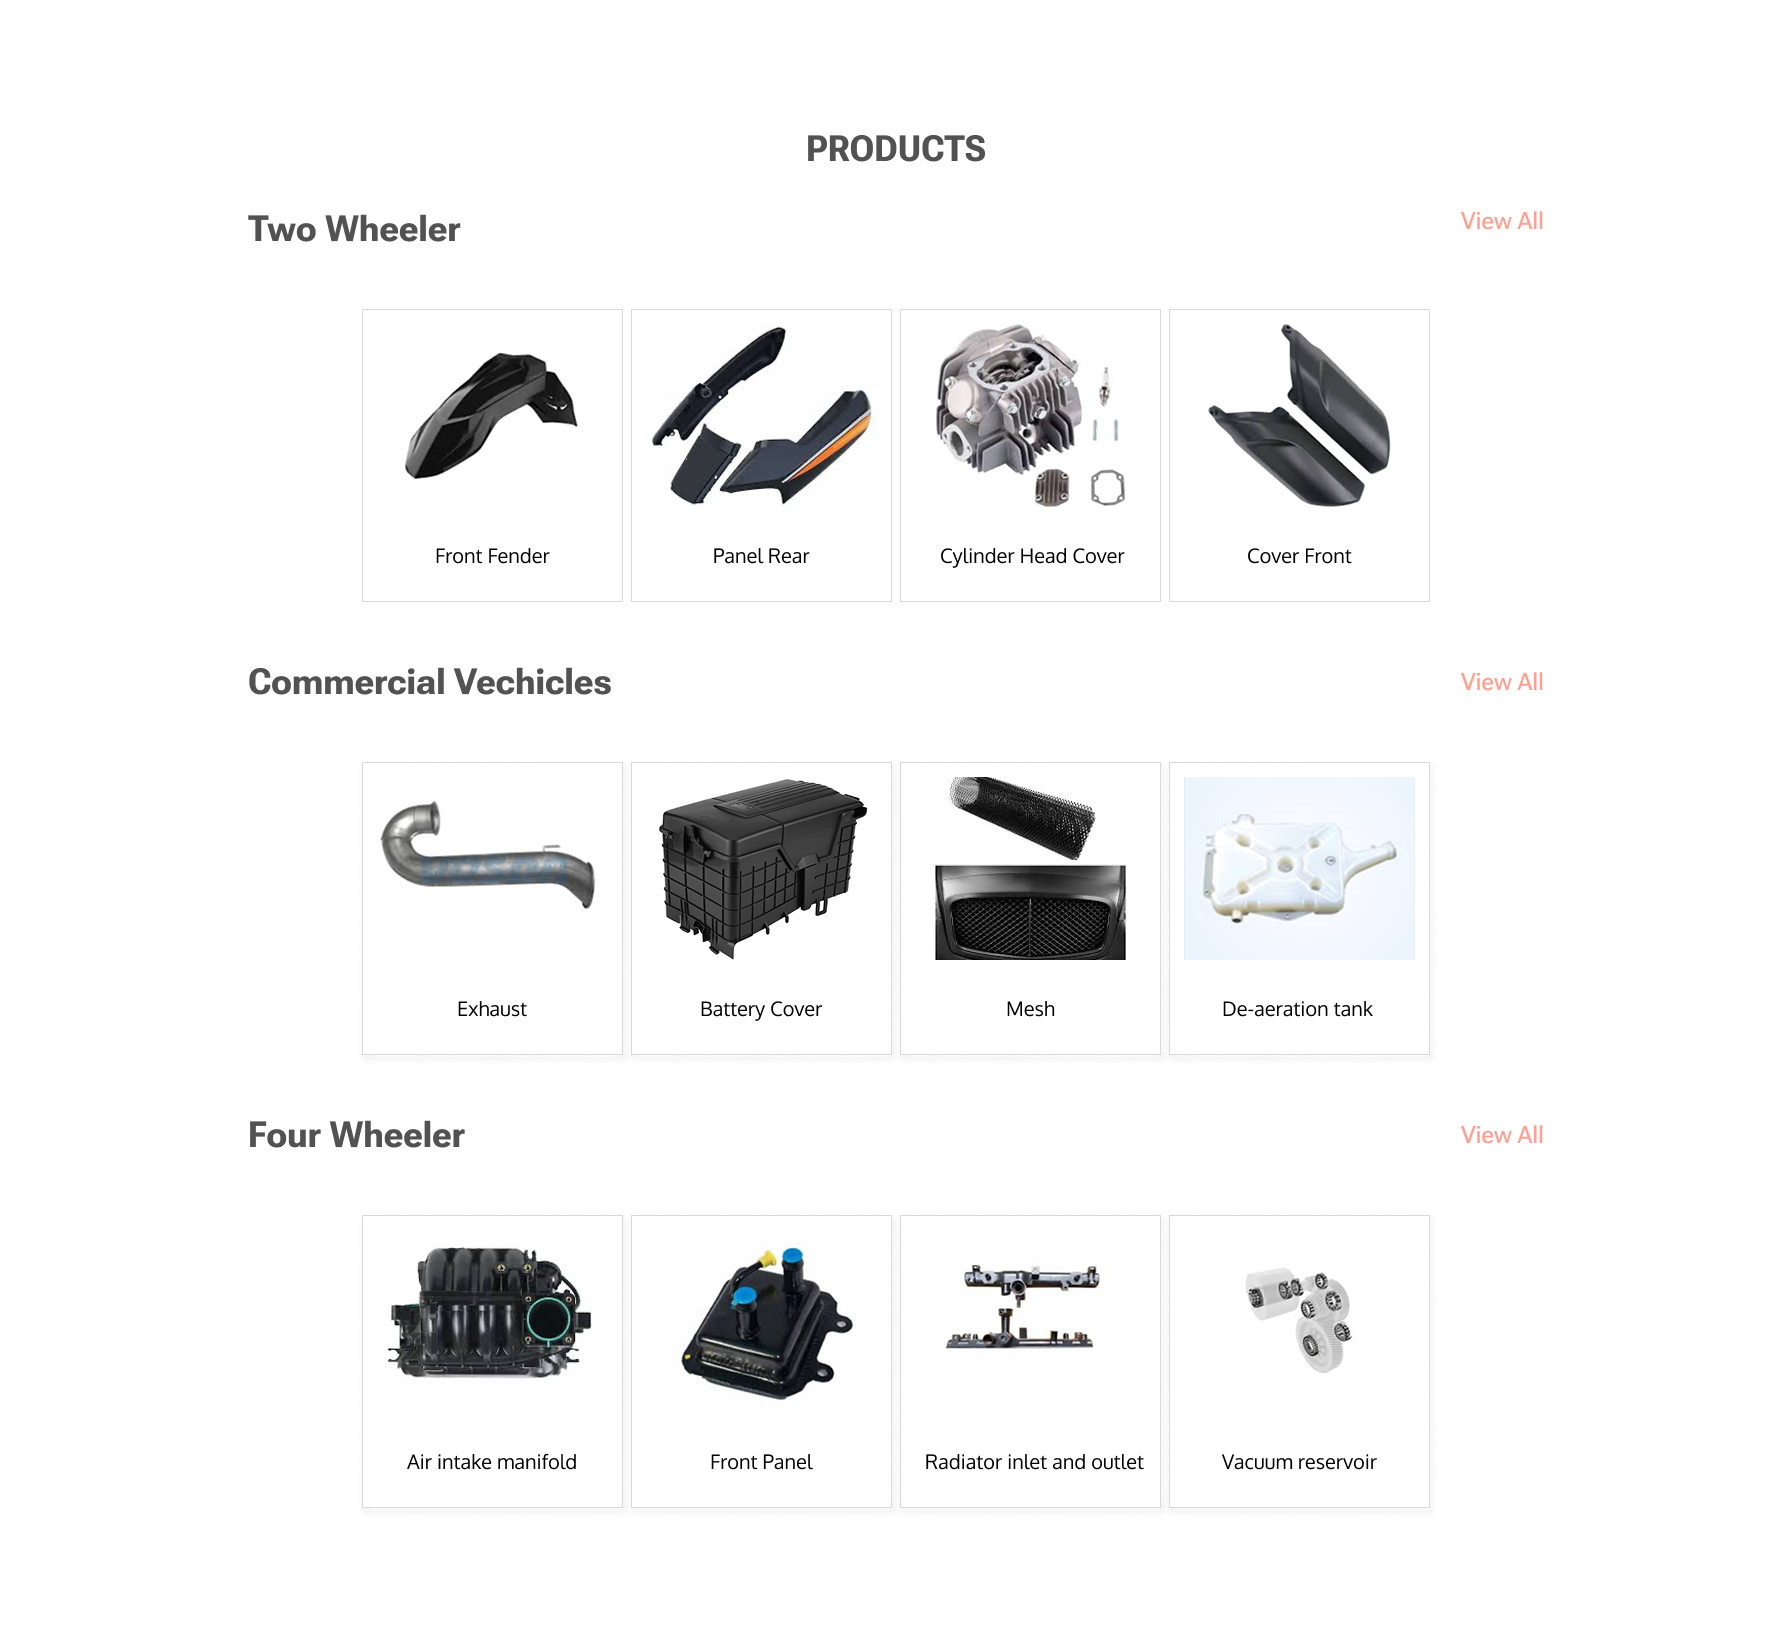 PRODUCTS
Two Wheeler
View All
Front Fender
Panel Rear
Cylinder Head Cover
Cover Front
Commercial Vechicles
View All
Exhaust
Battery Cover
Mesh
De-aeration tank
Four Wheeler
View All
Air intake manifold
Front Panel
Radiator inlet and outlet
Vacuum reservoir